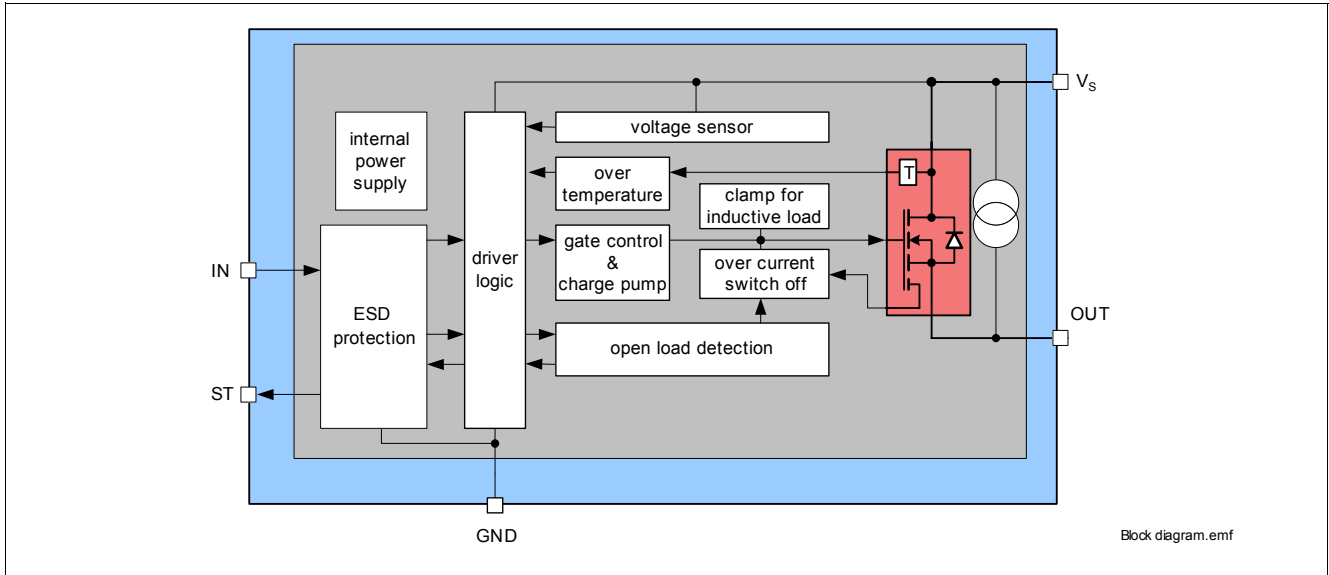 V_S
voltage sensor
internal
power
supply
T
over
temperature
clamp for
inductive load
driver
logic
gate control
&
charge pump
over current
switch off
IN
ESD
protection
OUT
open load detection
ST
GND
Block diagram.emf